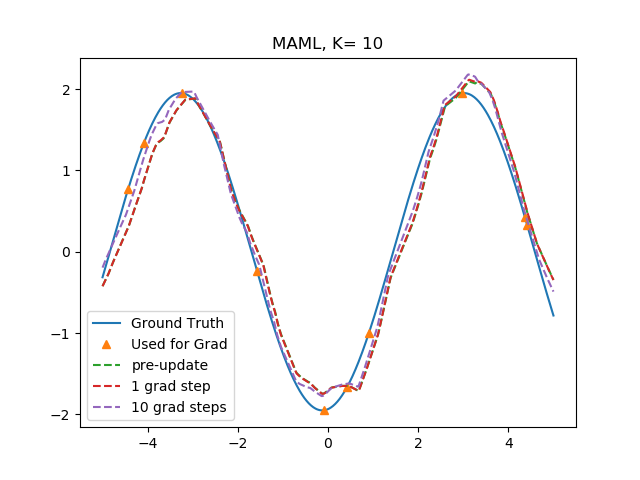 MAML, K= 10
2
1
0
−1
−2
Ground Truth
Used for Grad
pre-update
1 grad step
10 grad steps
−4 −2 0 2 4